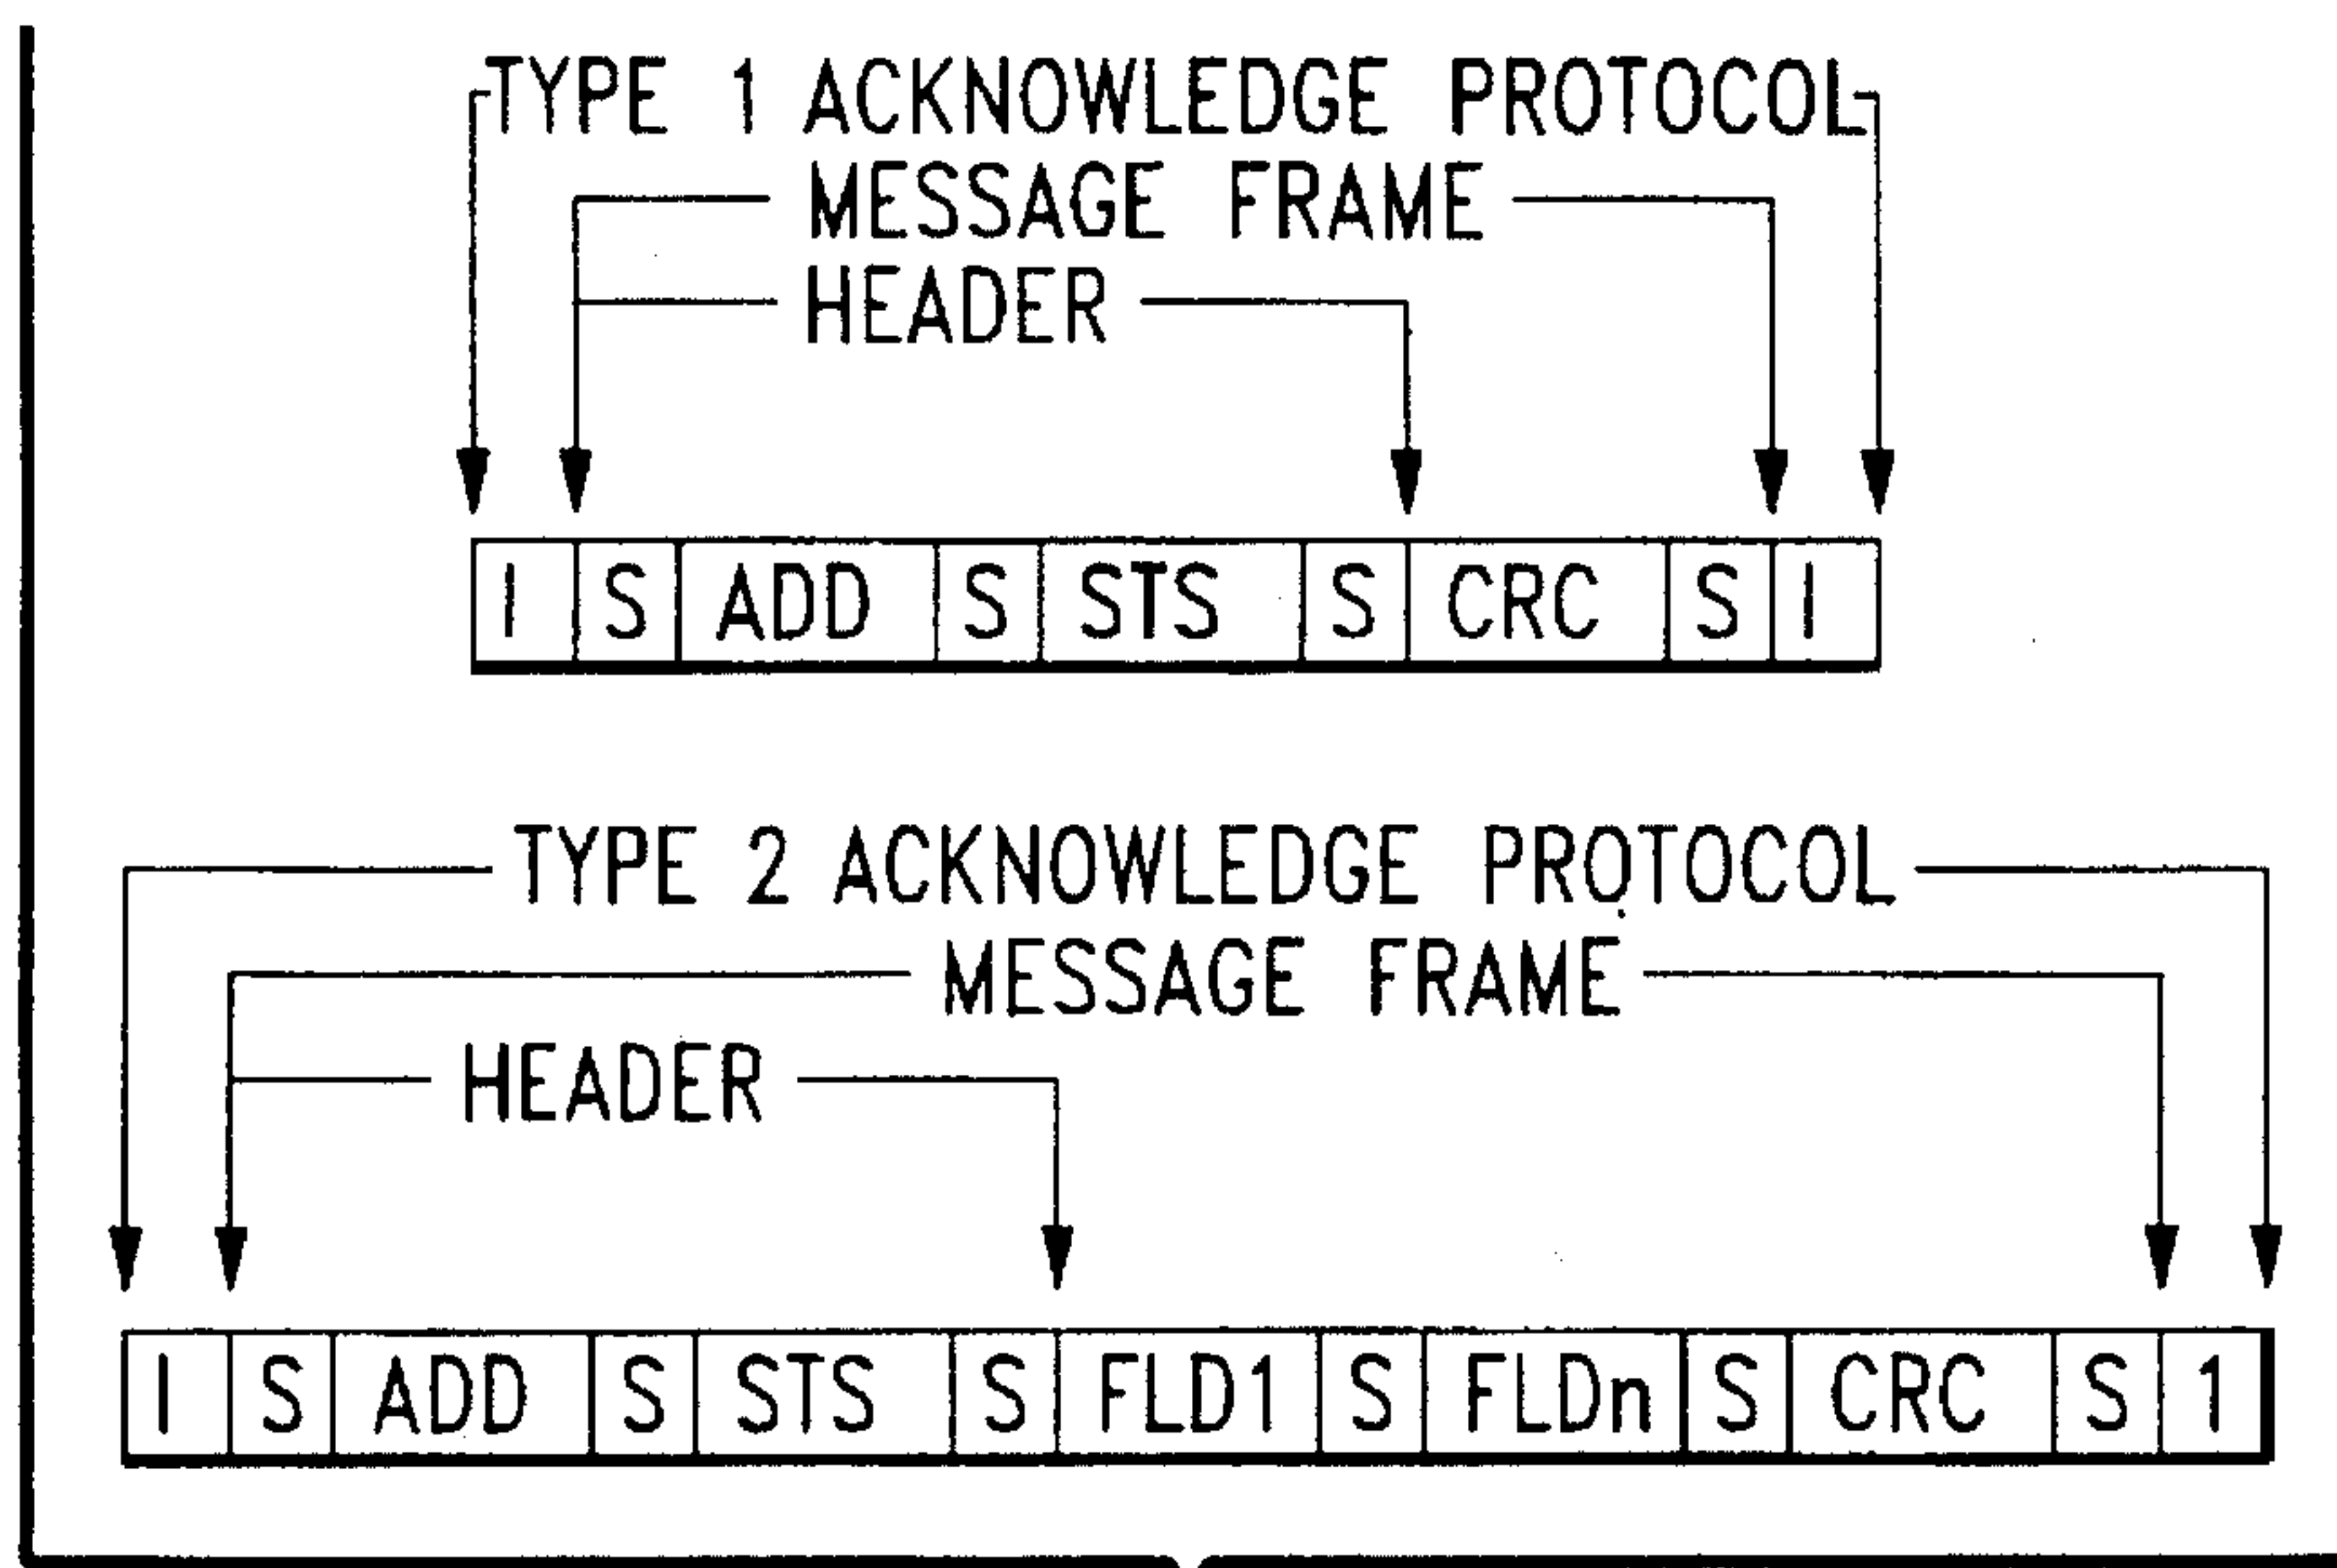 TYPE 1 ACKNOWLEDGE PROTOCOL
MESSAGE FRAME
HEADER
I S ADD S STS S CRC S I
TYPE 2 ACKNOWLEDGE PROTOCOL
MESSAGE FRAME
HEADER
I S ADD S STS S FLD1 S FLDn S CRC S 1